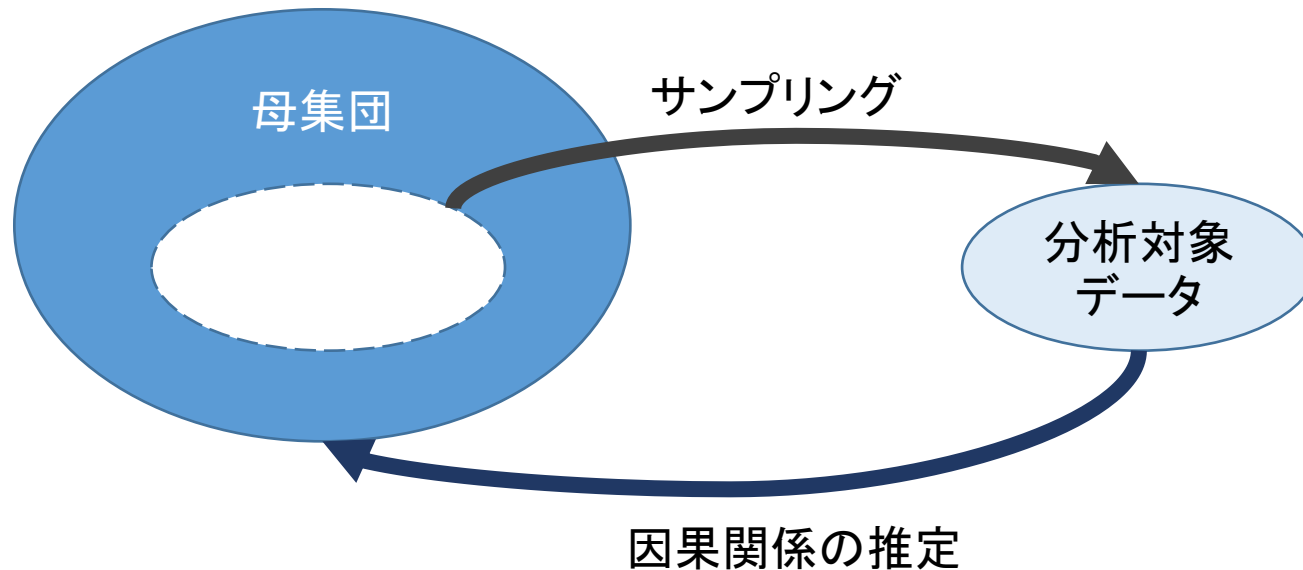 サンプリング
母集団
分析対象
データ
因果関係の推定